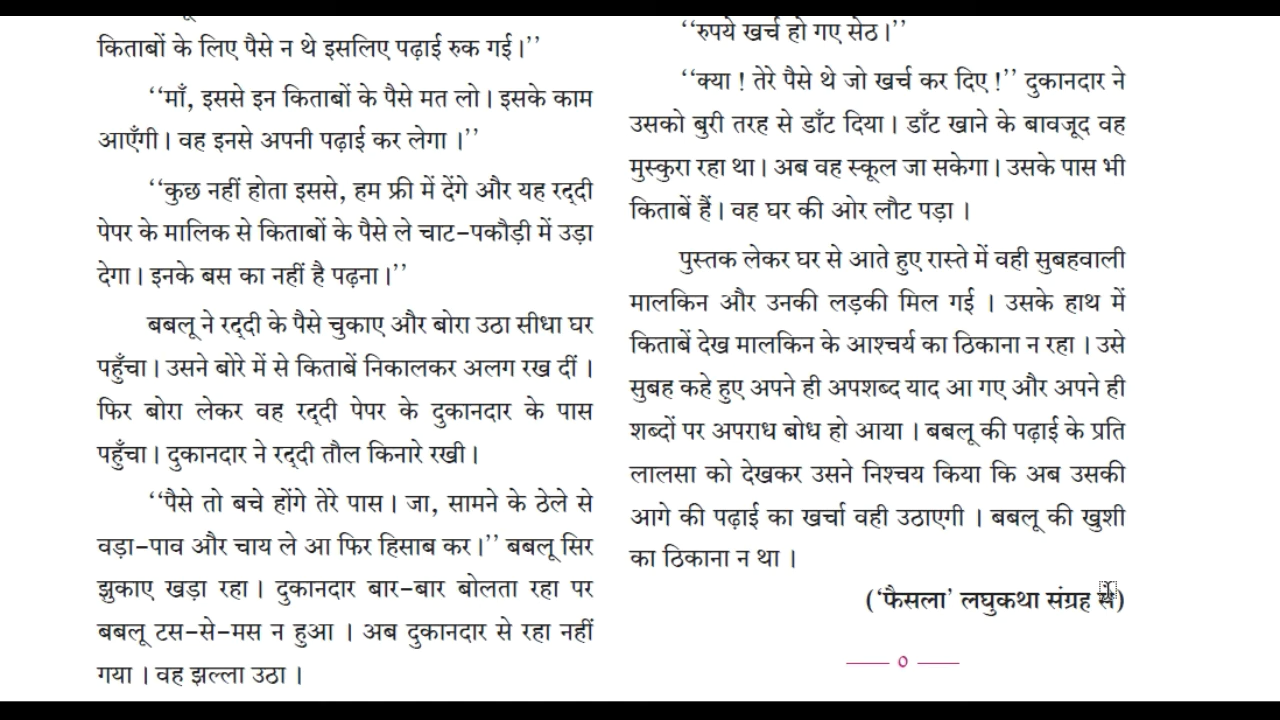 किताबों के लिए पैसे न थे इसलिए पढ़ाई रुक गई।’’
‘‘माँ, इससे इन किताबों के पैसे मत लो। इसके काम
आएँगी। वह इनसे अपनी पढ़ाई कर लेगा।’’
‘‘कुछ नहीं होता इससे, हम फ्री में देंगे और यह रद्दी
पेपर के मालिक से किताबों के पैसे ले चाट-पकौड़ी में उड़ा
देगा। इनके बस का नहीं है पढ़ना।’’
बबलू ने रद्दी के पैसे चुकाए और बोरा उठा सीधा घर
पहुँचा। उसने बोरे में से किताबें निकालकर अलग रख दीं।
फिर बोरा लेकर वह रद्दी पेपर के दुकानदार के पास
पहुँचा। दुकानदार ने रद्दी तौल किनारे रखी।
‘‘पैसे तो बचे होंगे तेरे पास। जा, सामने के ठेले से
वड़ा-पाव और चाय ले आ फिर हिसाब कर।’’ बबलू सिर
झुकाए खड़ा रहा। दुकानदार बार-बार बोलता रहा पर
बबलू टस-से-मस न हुआ। अब दुकानदार से रहा नहीं
गया। वह झल्ला उठा।
‘‘रुपये खर्च हो गए सेठ।’’
‘‘क्या ! तेरे पैसे थे जो खर्च कर दिए !’’ दुकानदार ने
उसको बुरी तरह से डाँट दिया। डाँट खाने के बावजूद वह
मुस्कुरा रहा था। अब वह स्कूल जा सकेगा। उसके पास भी
किताबें हैं। वह घर की ओर लौट पड़ा।
पुस्तक लेकर घर से आते हुए रास्ते में वही सुबहवाली
मालकिन और उनकी लड़की मिल गई। उसके हाथ में
किताबें देख मालकिन के आश्चर्य का ठिकाना न रहा। उसे
सुबह कहे हुए अपने ही अपशब्द याद आ गए और अपने ही
शब्दों पर अपराध बोध हो आया। बबलू की पढ़ाई के प्रति
लालसा को देखकर उसने निश्चय किया कि अब उसकी
आगे की पढ़ाई का खर्चा वही उठाएगी। बबलू की खुशी
का ठिकाना न था।
(‘फैसला’ लघुकथा संग्रह से)
०